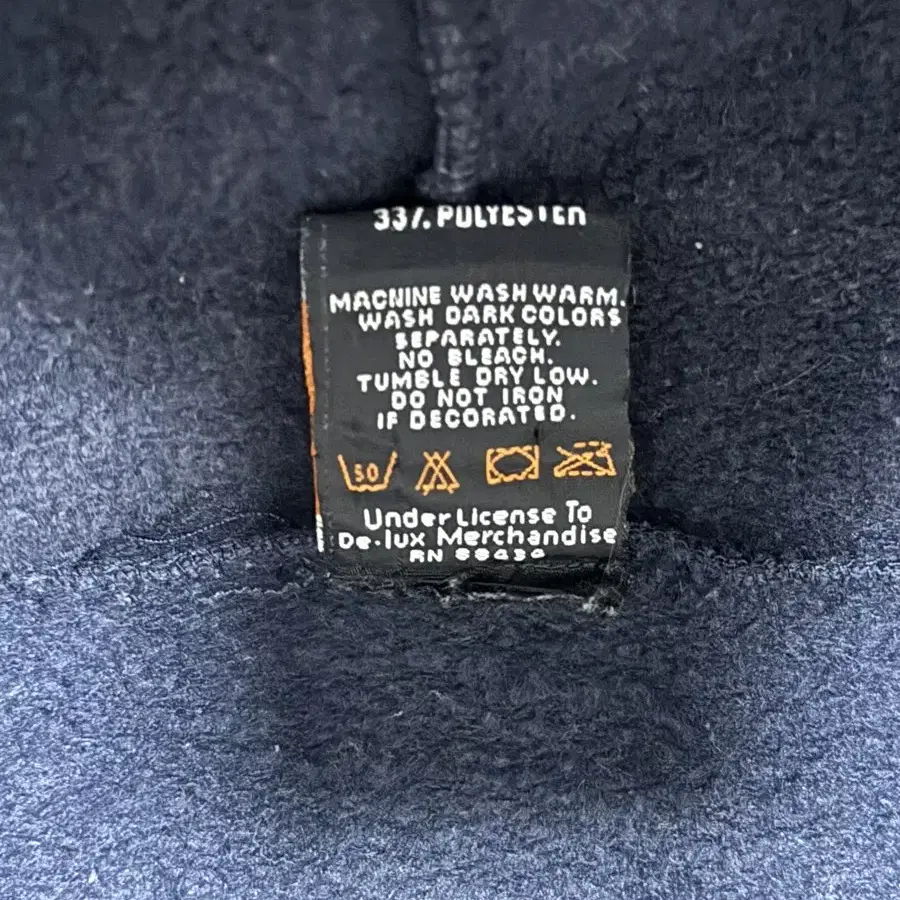 33%. POLYESTER
MACNINE WASH WARM.
WASH DARK COLORS
SEPARATELY.
NO BLEACH.
TUMBLE DRY LOW.
DO NOT IRON
IF DECORATED.
50
Under License To
De-lux Merchandise
RN